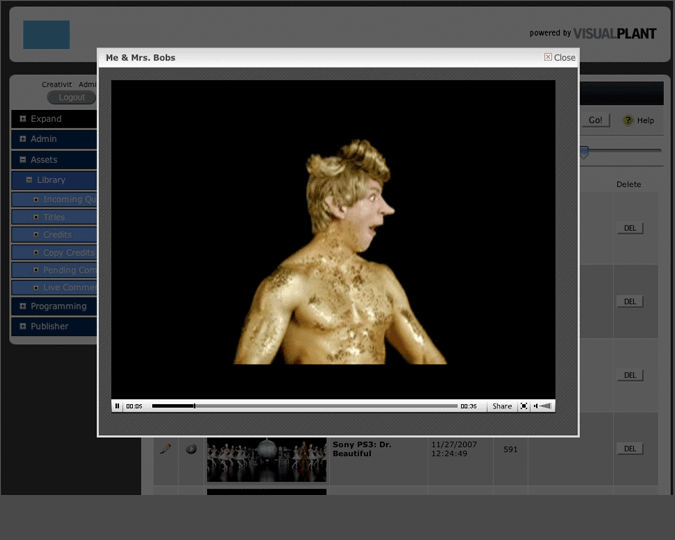 powered by VISUALPLANT
Me & Mrs. Bobs
Close
Creativit Admi
Logout
Expand
Admin
Assets
Library
Incoming Qu
Titles
Credits
Copy Credits
Pending Com
Live Commer
Programming
Publisher
Go!
? Help
Delete
DEL
DEL
DEL
DEL
00:05
00:36
Share
Sony PS3: Dr.
Beautiful
11/27/2007
12:24:49
591